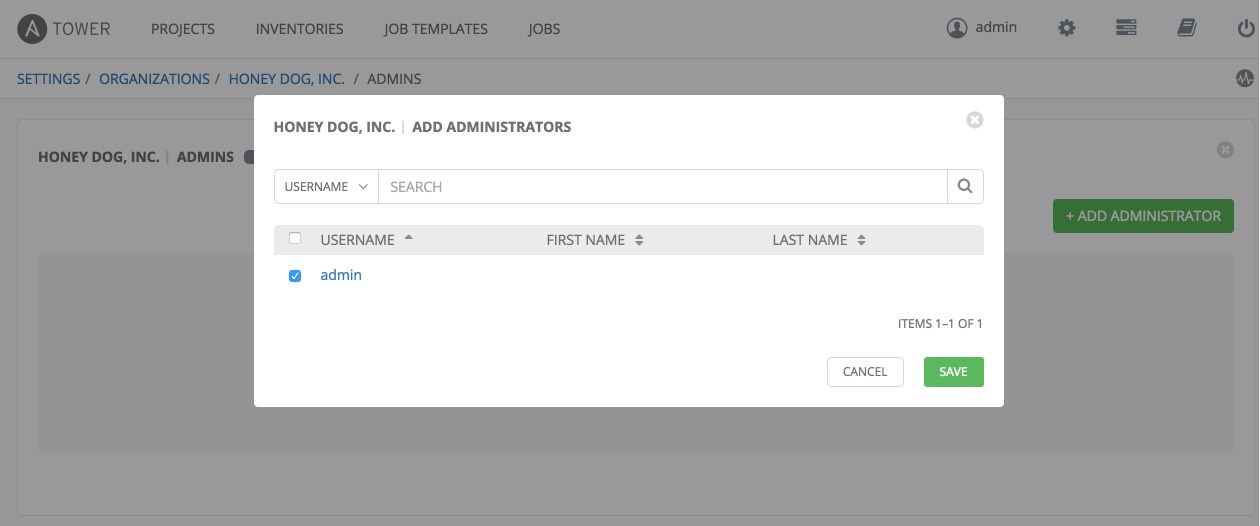 TOWER PROJECTS INVENTORIES JOB TEMPLATES JOBS admin
SETTINGS / ORGANIZATIONS / HONEY DOG, INC. / ADMINS
HONEY DOG, INC. | ADD ADMINISTRATORS
HONEY DOG, INC. | ADMINS
USERNAME SEARCH
+ ADD ADMINISTRATOR
USERNAME FIRST NAME LAST NAME
admin
ITEMS 1–1 OF 1
CANCEL SAVE